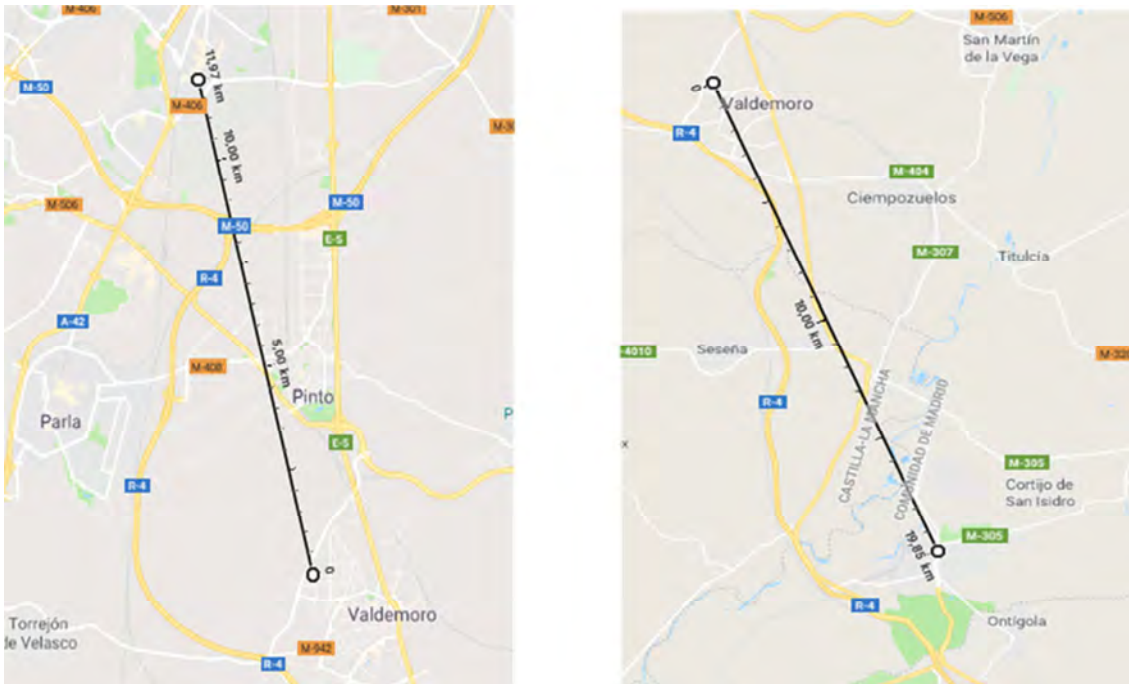 M-406
M-301
11,97 km
M-50
M-406
10,00 km
M-506
M-50
M-50
E-5
R-4
A-42
5,00 km
M-408
Pinto
Parla
P
E-5
R-4
0
Torrejón
de Velasco
Valdemoro
M-942
R-4
M-506
San Martín
de la Vega
0
Valdemoro
R-4
M-404
Ciempozuelos
M-307
Titulcia
10,00 km
Seseña
-4010
M-320
R-4
CASTILLA-LA MANCHA
COMUNIDAD DE MADRID
x
M-305
Cortijo de
San Isidro
M-305
19,85 km
R-4
Ontígola